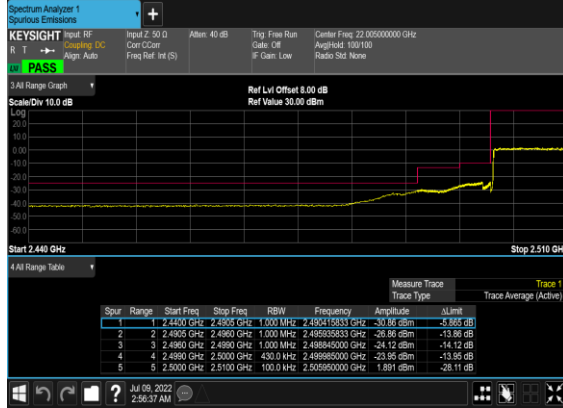 Spectrum Analyzer 1
Spurious Emissions
KEYSIGHT
R T
Input: RF
Coupling: DC
Align: Auto
Input Z: 50 Ω
Corr CCorr
Freq Ref: Int (S)
Atten: 40 dB
Trig: Free Run
Gate: Off
IF Gain: Low
Center Freq: 22.005000000 GHz
Avg|Hold: 100/100
Radio Std: None
PASS
3 All Range Graph
Scale/Div 10.0 dB
Ref Lvl Offset 8.00 dB
Ref Value 30.00 dBm
Log
20.0
10.0
0.00
-10.0
-20.0
-30.0
-40.0
-50.0
-60.0
Start 2.440 GHz
Stop 2.510 GH
4 All Range Table
Measure Trace Trace 1
Trace Type Trace Average (Active)
Spur Range Start Freq Stop Freq RBW Frequency Amplitude ΔLimit
1 1 2.4400 GHz 2.4905 GHz 1.000 MHz 2.490415833 GHz -30.86 dBm -5.865 dB
2 2 2.4905 GHz 2.4960 GHz 1.000 MHz 2.495935833 GHz -26.86 dBm -13.86 dB
3 3 2.4960 GHz 2.4990 GHz 1.000 MHz 2.498845000 GHz -24.12 dBm -14.12 dB
4 4 2.4990 GHz 2.5000 GHz 430.0 kHz 2.499985000 GHz -23.95 dBm -13.95 dB
5 5 2.5000 GHz 2.5100 GHz 100.0 kHz 2.505950000 GHz 1.891 dBm -28.11 dB
Jul 09, 2022
2:56:37 AM